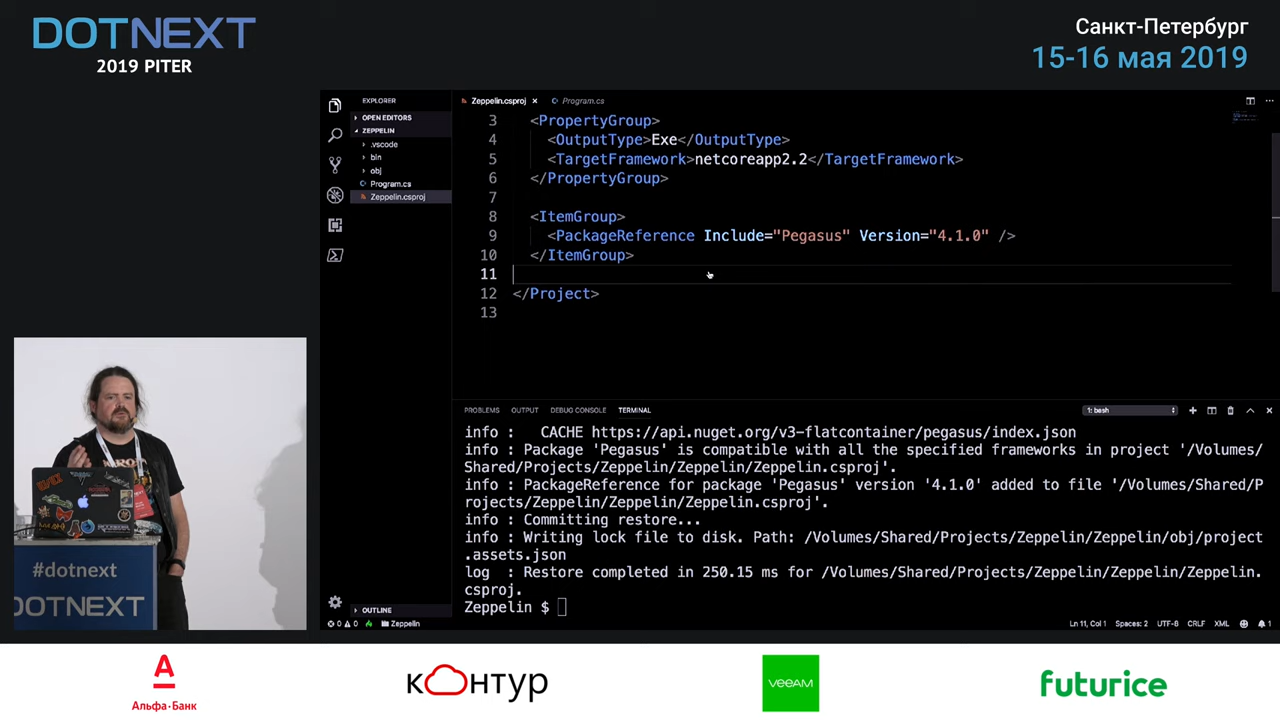 DOTNEXT
2019 PITER
Санкт-Петербург
15-16 мая 2019
EXPLORER
OPEN EDITORS
ZEPPELIN
.vscode
bin
obj
Program.cs
Zeppelin.csproj
OUTLINE
Zeppelin.csproj × Program.cs
3 <PropertyGroup>
4 <OutputType>Exe</OutputType>
5 <TargetFramework>netcoreapp2.2</TargetFramework>
6 </PropertyGroup>
7
8 <ItemGroup>
9 <PackageReference Include="Pegasus" Version="4.1.0" />
10 </ItemGroup>
11
12 </Project>
13
PROBLEMS OUTPUT DEBUG CONSOLE TERMINAL 1: bash
info : CACHE https://api.nuget.org/v3-flatcontainer/pegasus/index.json
info : Package 'Pegasus' is compatible with all the specified frameworks in project '/Volumes/
Shared/Projects/Zeppelin/Zeppelin/Zeppelin.csproj'.
info : PackageReference for package 'Pegasus' version '4.1.0' added to file '/Volumes/Shared/P
rojects/Zeppelin/Zeppelin/Zeppelin.csproj'.
info : Committing restore...
info : Writing lock file to disk. Path: /Volumes/Shared/Projects/Zeppelin/Zeppelin/obj/project
.assets.json
log : Restore completed in 250.15 ms for /Volumes/Shared/Projects/Zeppelin/Zeppelin/Zeppelin.
csproj.
Zeppelin $
0 0 Zeppelin Ln 11, Col 1 Spaces: 2 UTF-8 CRLF XML 1
#dotnext
DOTNEXT
А
Альфа·Банк
контур
veeAM
futurice